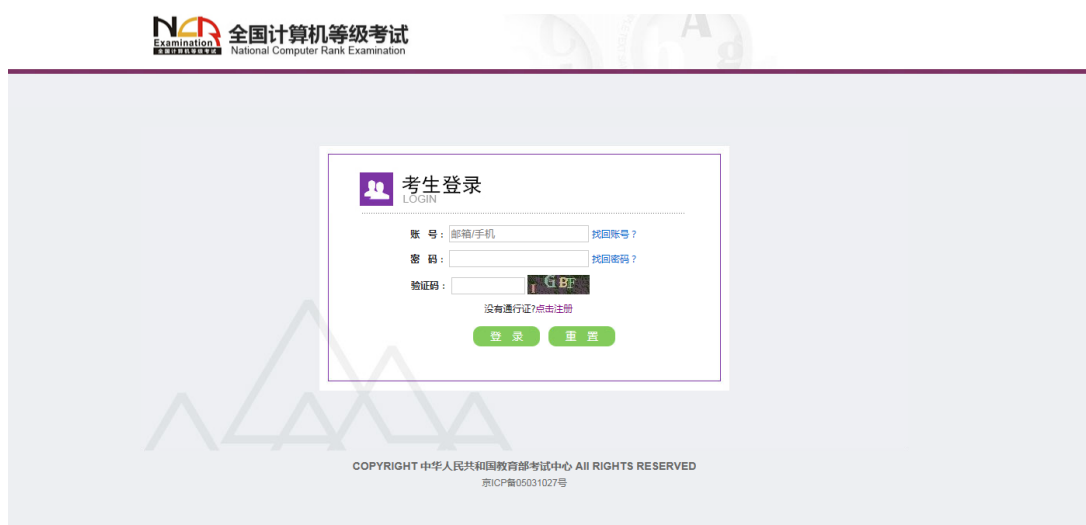 NCR
Examination
全国计算机等级考试
全国计算机等级考试
National Computer Rank Examination
考生登录
LOGIN
账 号： 邮箱/手机 找回账号？
密 码： 找回密码？
验证码：
没有通行证?点击注册
登 录 重 置
COPYRIGHT 中华人民共和国教育部考试中心 All RIGHTS RESERVED
京ICP备05031027号